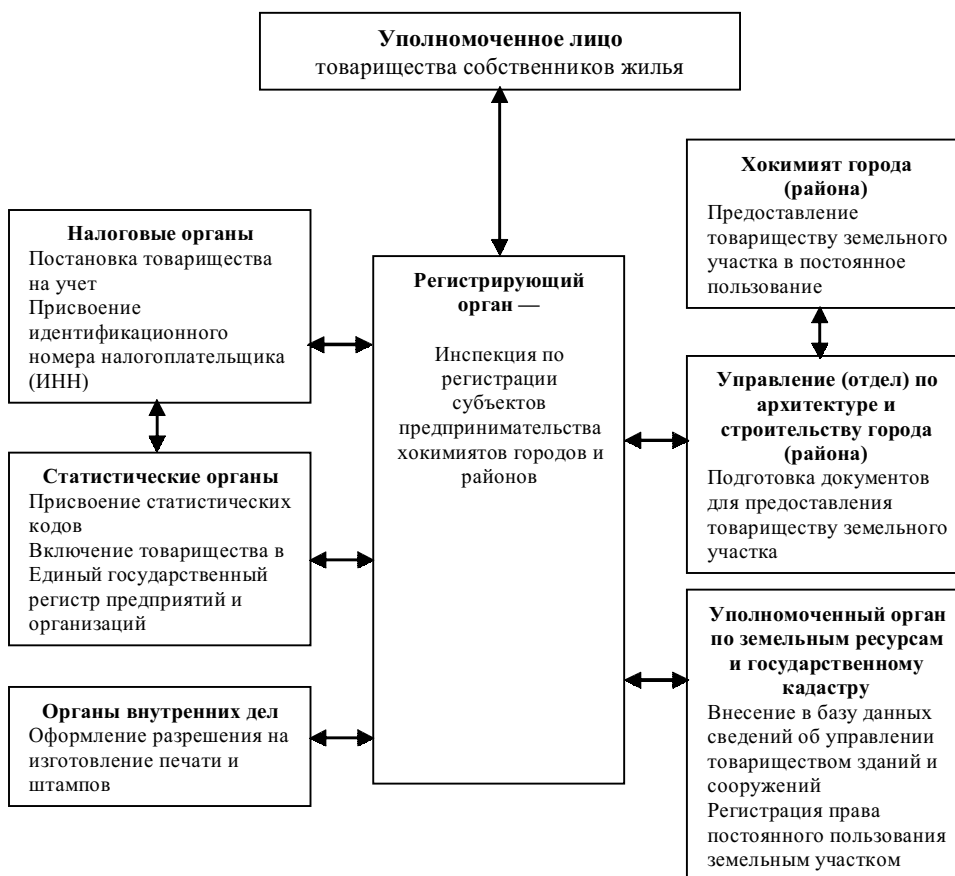 Уполномоченное лицо
товарищества собственников жилья
Хокимият города
(района)
Предоставление
товариществу земельного
участка в постоянное
пользование
Налоговые органы
Постановка товарищества
на учет
Присвоение
идентификационного
номера налогоплательщика
(ИНН)
Регистрирующий
орган —
Инспекция по
регистрации
субъектов
предпринимательства
хокимиятов городов и
районов
Управление (отдел) по
архитектуре и
строительству города
(района)
Подготовка документов
для предоставления
товариществу земельного
участка
Статистические органы
Присвоение статистических
кодов
Включение товарищества в
Единый государственный
регистр предприятий и
организаций
Уполномоченный орган
по земельным ресурсам
и государственному
кадастру
Внесение в базу данных
сведений об управлении
товариществом зданий и
сооружений
Регистрация права
постоянного пользования
земельным участком
Органы внутренних дел
Оформление разрешения на
изготовление печати и
штампов